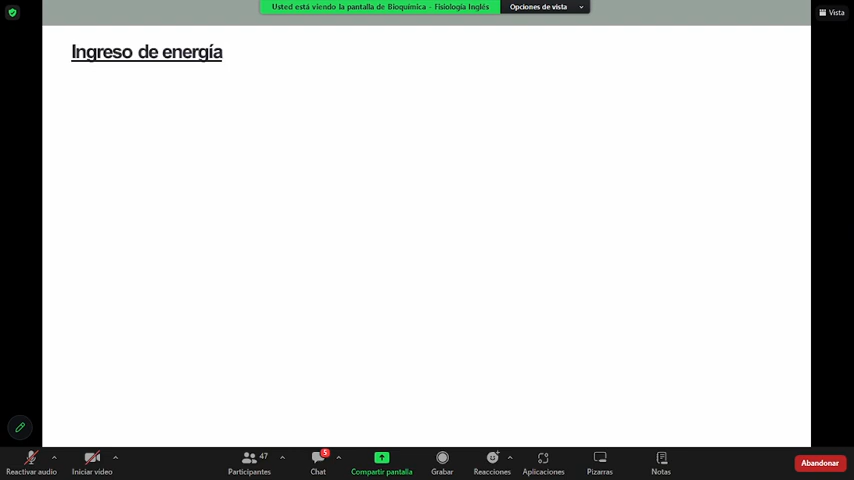 Usted está viendo la pantalla de Bioquímica - Fisiología Inglés
Opciones de vista
Vista
Ingreso de energía
Reactivar audio
Iniciar video
47
Participantes
5
Chat
Compartir pantalla
Grabar
Reacciones
Aplicaciones
Pizarras
Notas
Abandonar